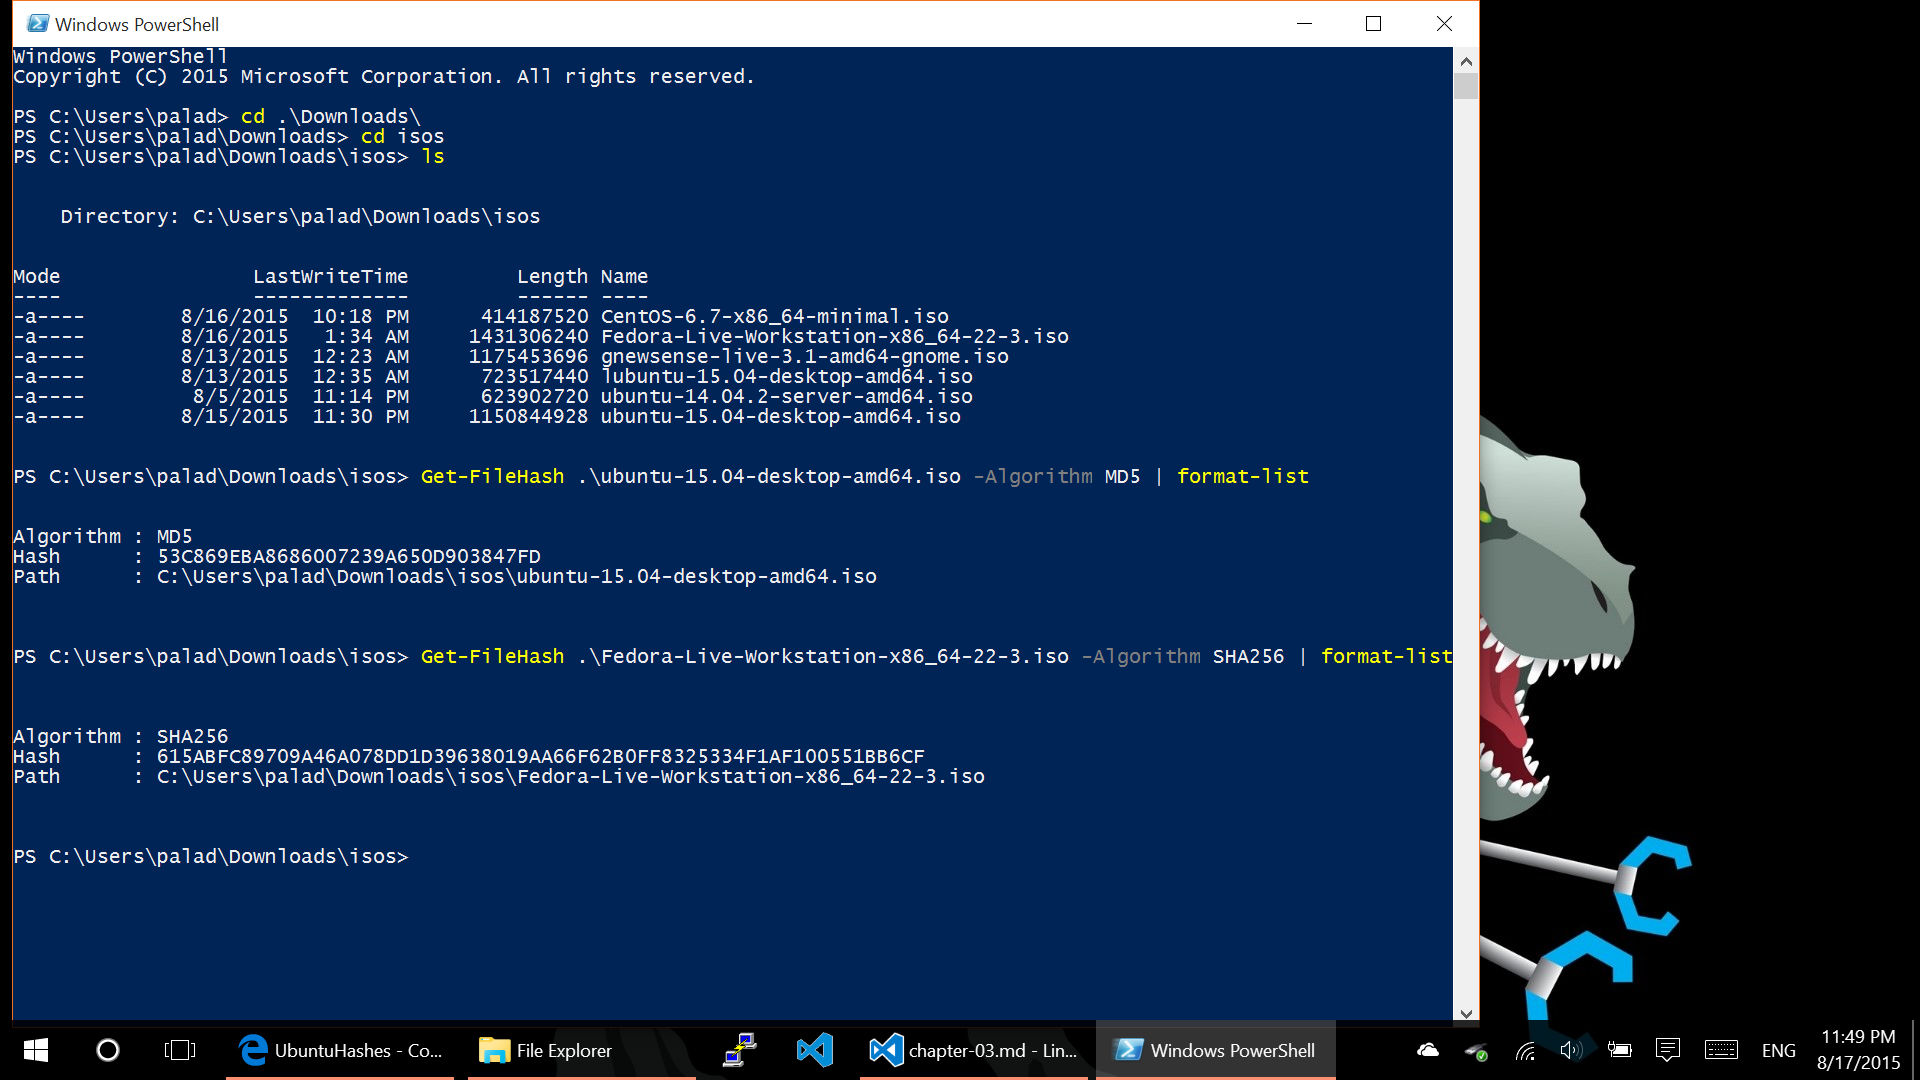 Windows PowerShell
Windows PowerShell
Copyright (C) 2015 Microsoft Corporation. All rights reserved.
PS C:\Users\palad> cd .\Downloads\
PS C:\Users\palad\Downloads> cd isos
PS C:\Users\palad\Downloads\isos> ls
Directory: C:\Users\palad\Downloads\isos
Mode                LastWriteTime         Length Name
----                -------------         ------ ----
-a----        8/16/2015  10:18 PM      414187520 CentOS-6.7-x86_64-minimal.iso
-a----        8/16/2015   1:34 AM     1431306240 Fedora-Live-Workstation-x86_64-22-3.iso
-a----        8/13/2015  12:23 AM     1175453696 gnewsense-live-3.1-amd64-gnome.iso
-a----        8/13/2015  12:35 AM      723517440 lubuntu-15.04-desktop-amd64.iso
-a----         8/5/2015  11:14 PM      623902720 ubuntu-14.04.2-server-amd64.iso
-a----        8/15/2015  11:30 PM     1150844928 ubuntu-15.04-desktop-amd64.iso
PS C:\Users\palad\Downloads\isos> Get-FileHash .\ubuntu-15.04-desktop-amd64.iso -Algorithm MD5 | format-list
Algorithm : MD5
Hash      : 53C869EBA8686007239A650D903847FD
Path      : C:\Users\palad\Downloads\isos\ubuntu-15.04-desktop-amd64.iso
PS C:\Users\palad\Downloads\isos> Get-FileHash .\Fedora-Live-Workstation-x86_64-22-3.iso -Algorithm SHA256 | format-list
Algorithm : SHA256
Hash      : 615ABFC89709A46A078DD1D39638019AA66F62B0FF8325334F1AF100551BB6CF
Path      : C:\Users\palad\Downloads\isos\Fedora-Live-Workstation-x86_64-22-3.iso
PS C:\Users\palad\Downloads\isos>
UbuntuHashes - Co...
File Explorer
chapter-03.md - Lin...
Windows PowerShell
ENG
11:49 PM
8/17/2015